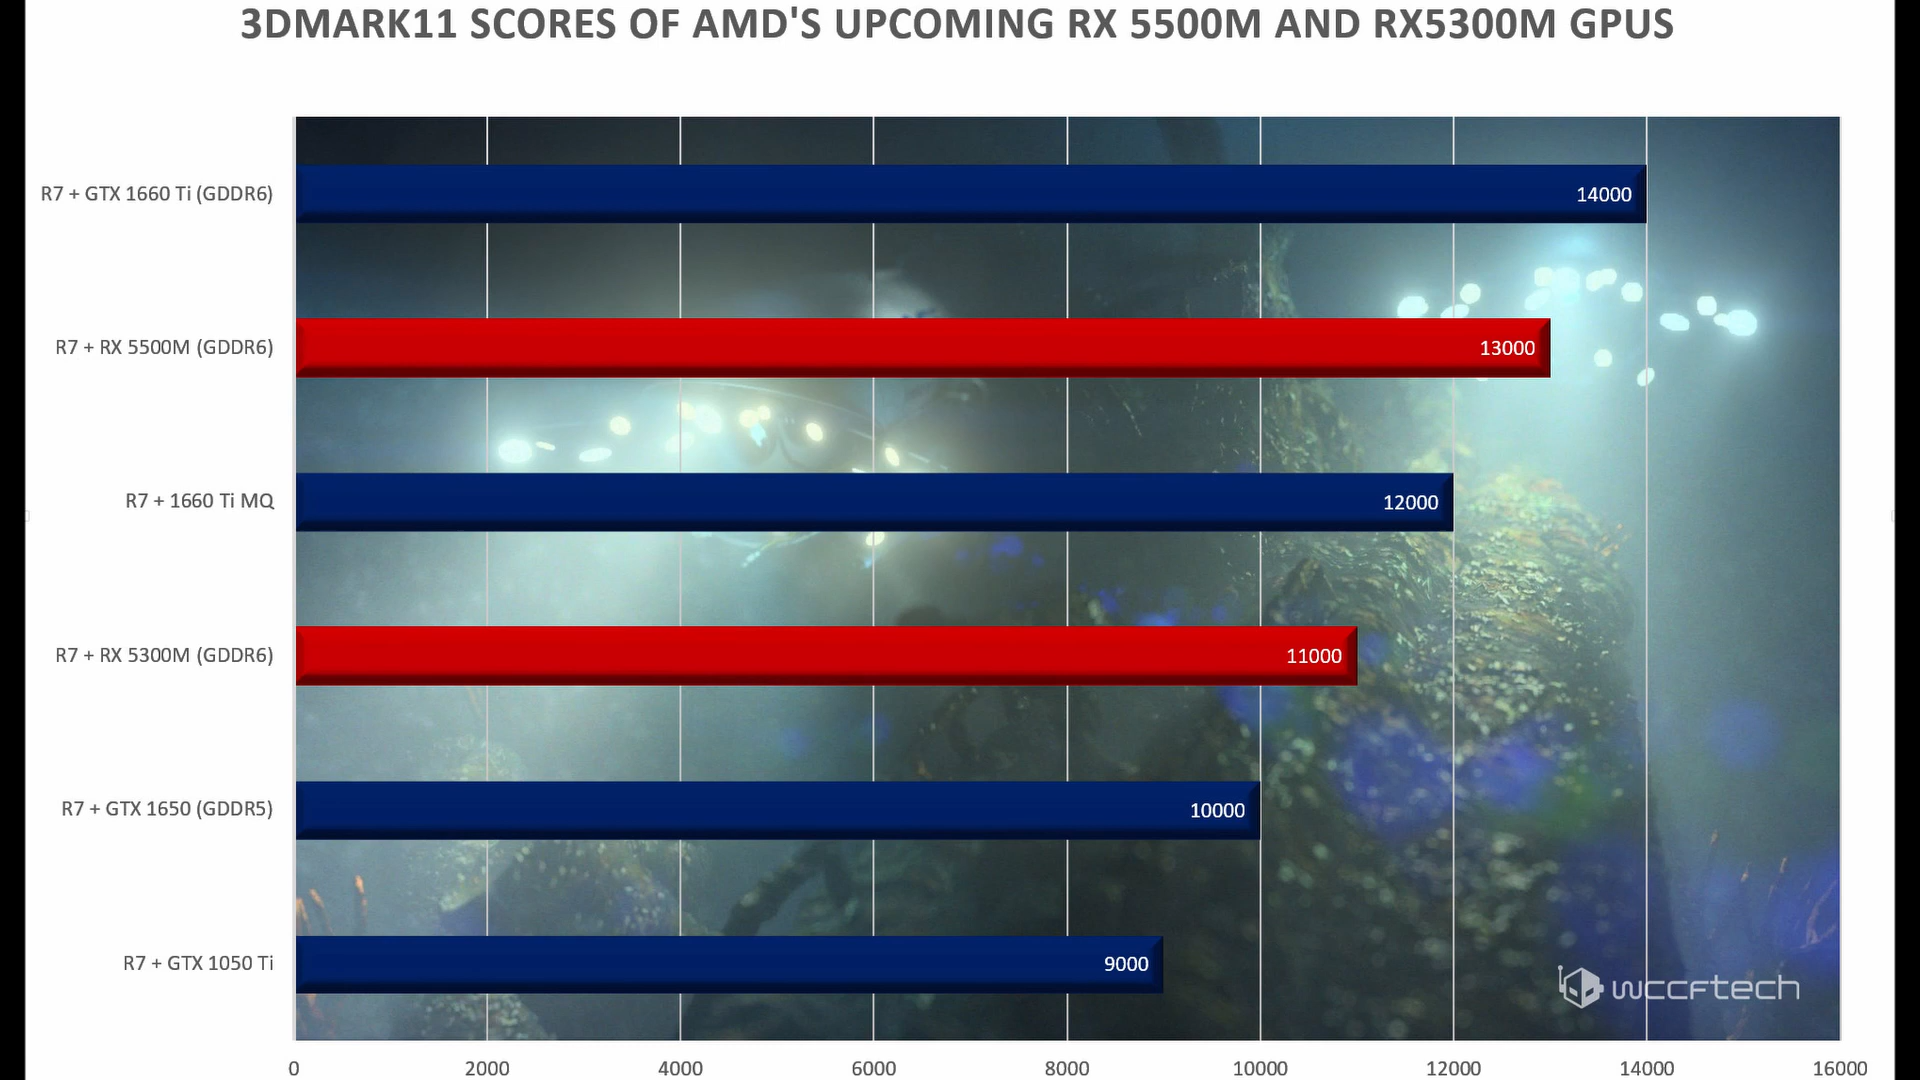 3DMARK11 SCORES OF AMD'S UPCOMING RX 5500M AND RX5300M GPUS
R7 + GTX 1660 Ti (GDDR6)
14000
R7 + RX 5500M (GDDR6)
13000
R7 + 1660 Ti MQ
12000
R7 + RX 5300M (GDDR6)
11000
R7 + GTX 1650 (GDDR5)
10000
R7 + GTX 1050 Ti
9000
wccftech
0 2000 4000 6000 8000 10000 12000 14000 16000